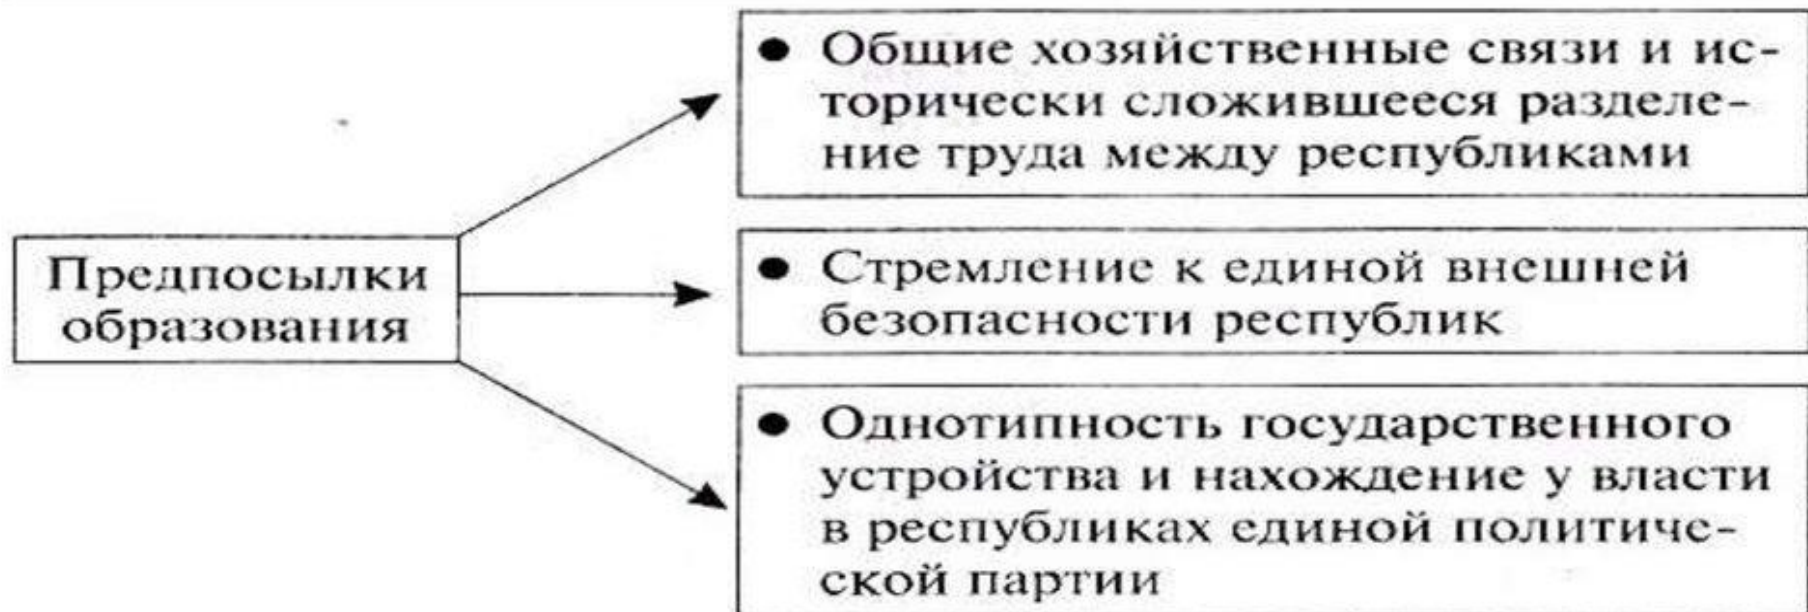 ● Общие хозяйственные связи и ис-
торически сложившееся разделе-
ние труда между республиками
Предпосылки
образования
● Стремление к единой внешней
безопасности республик
● Однотипность государственного
устройства и нахождение у власти
в республиках единой политиче-
ской партии